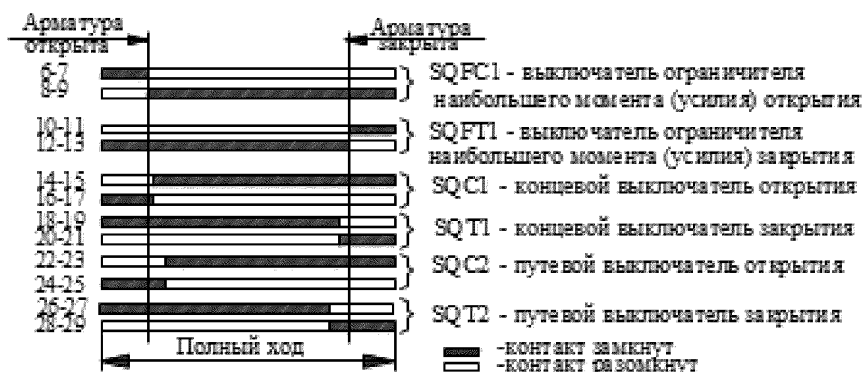 Арматура открыта
Арматура закрыта
6-7
8-9
SQFC1 - выключатель ограничителя
наибольшего момента (усилия) открытия
10-11
12-13
SQFT1 - выключатель ограничителя
наибольшего момента (усилия) закрытия
14-15
16-17
SQC1 - концевой выключатель открытия
18-19
20-21
SQT1 - концевой выключатель закрытия
22-23
24-25
SQC2 - путевой выключатель открытия
26-27
28-29
SQT2 - путевой выключатель закрытия
Полный ход
-контакт замкнут
-контакт разомкнут